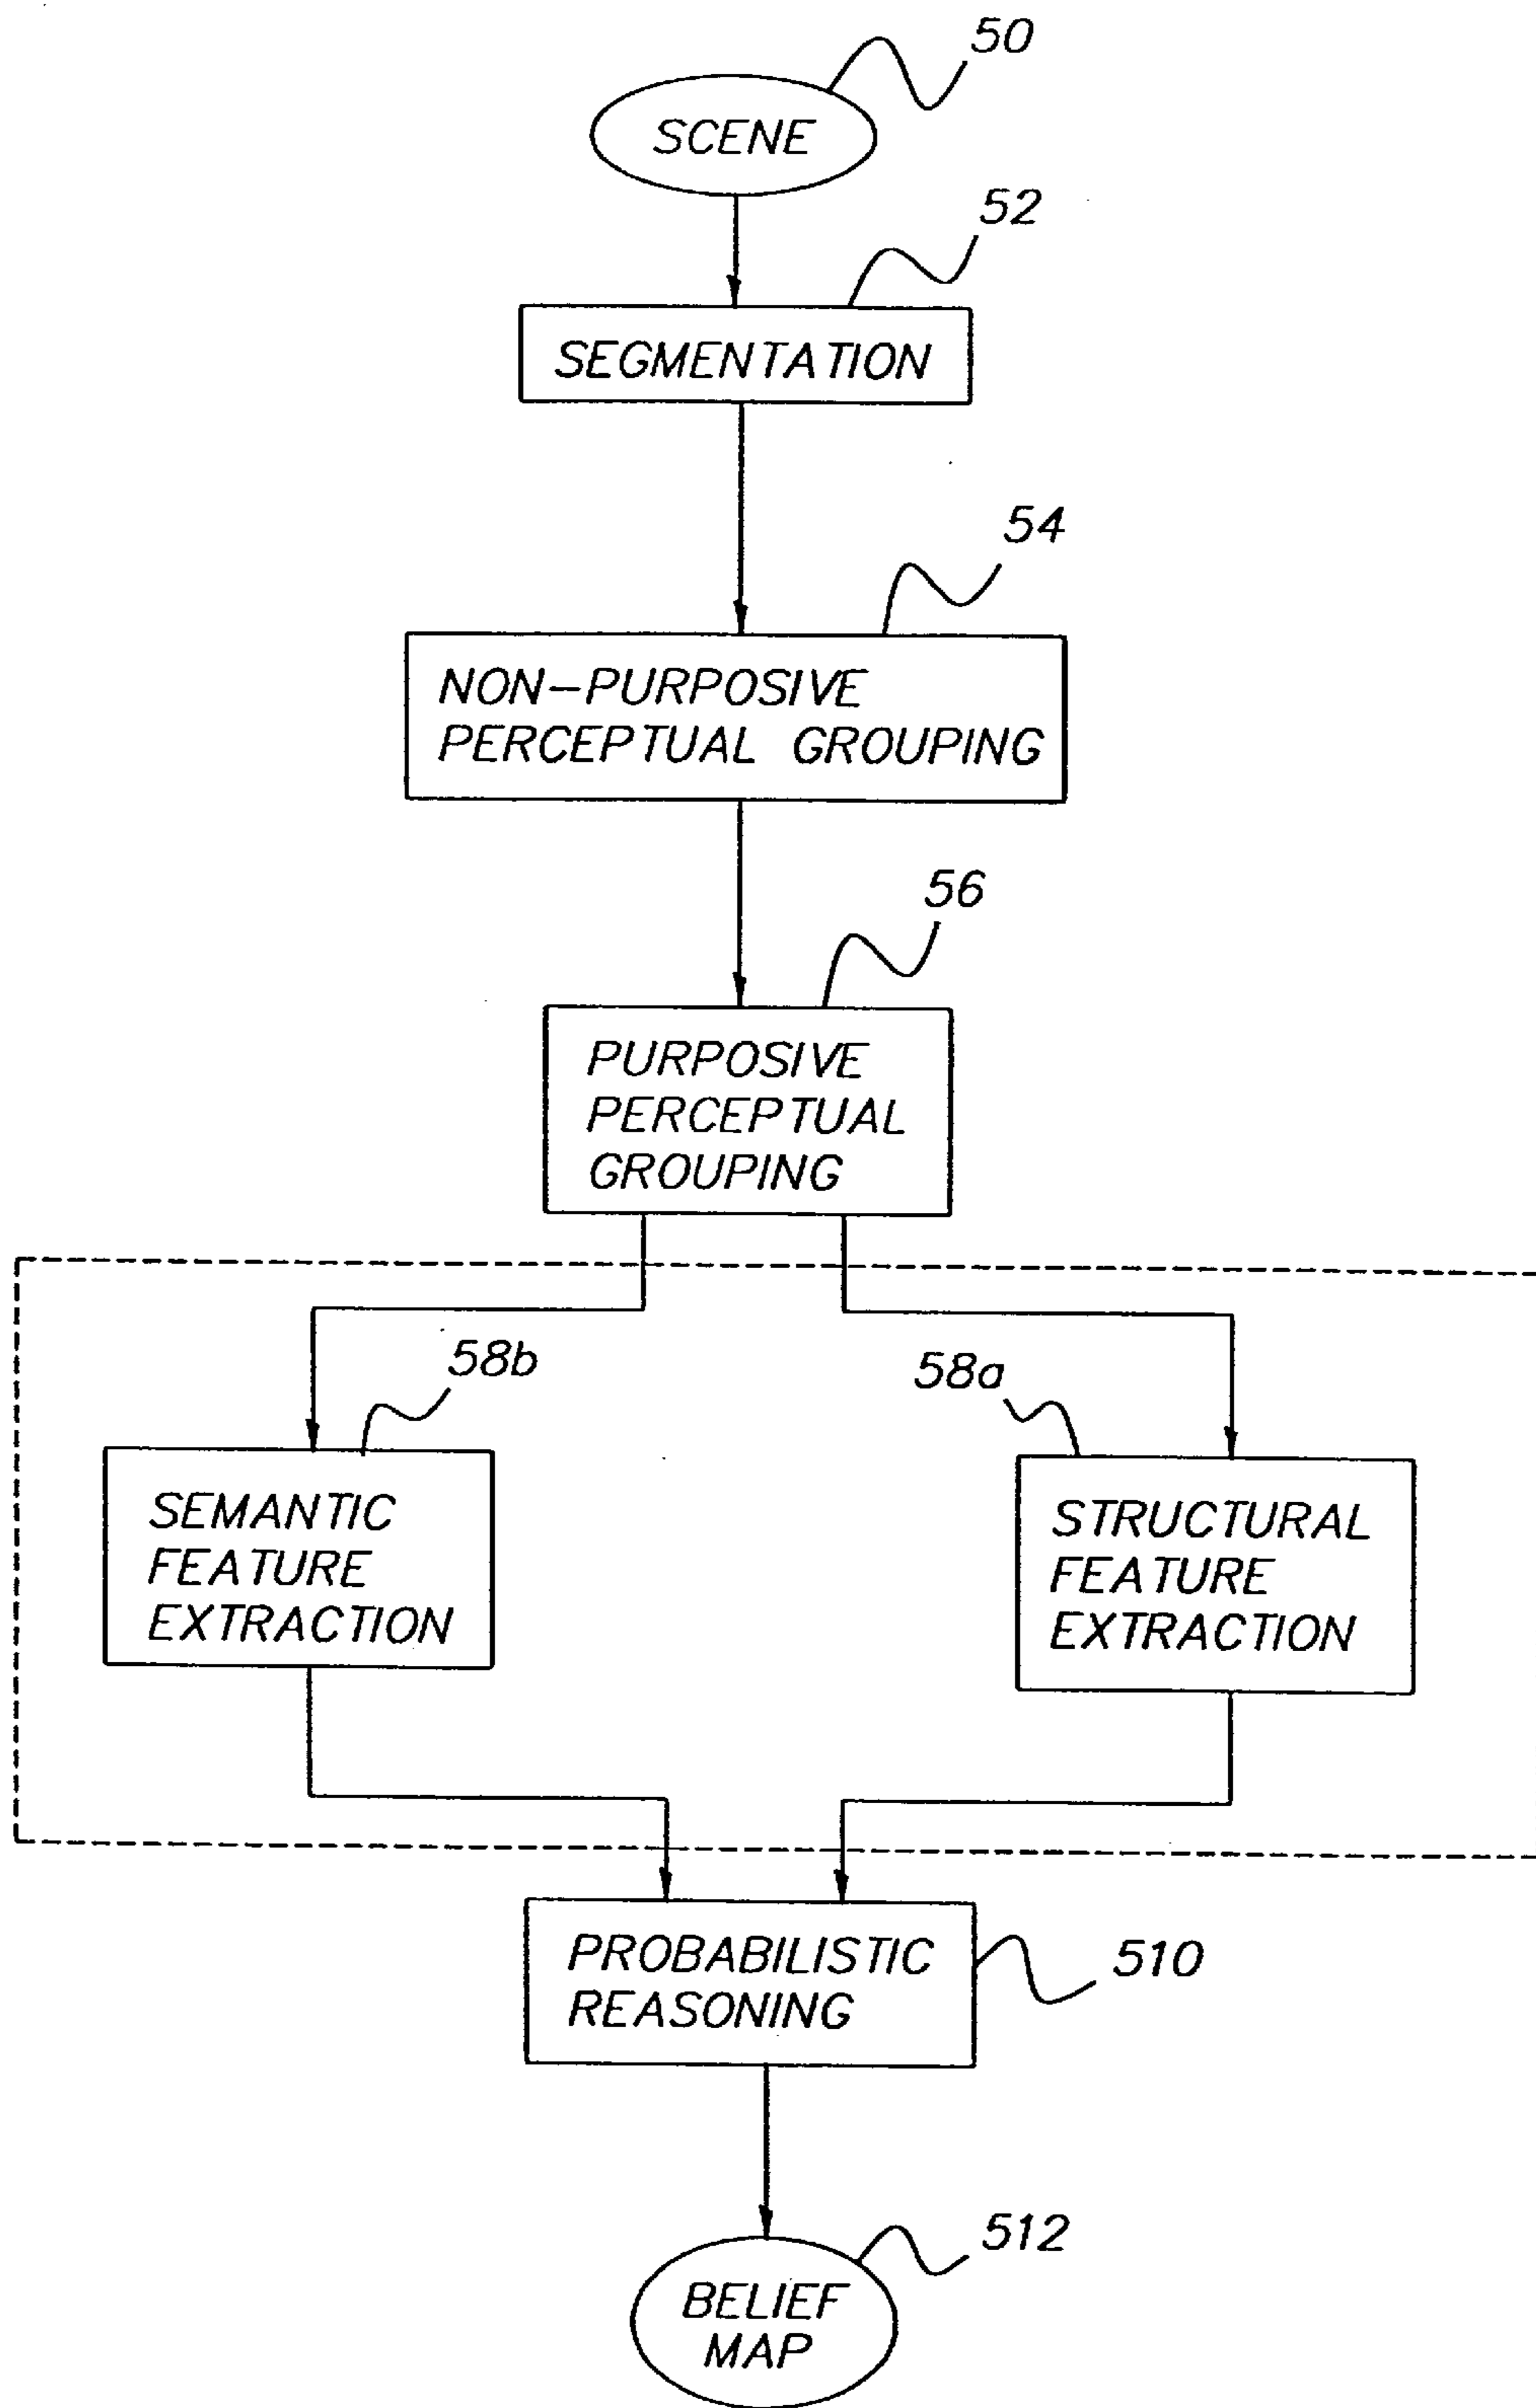 50
SCENE
52
SEGMENTATION
54
NON-PURPOSIVE
PERCEPTUAL GROUPING
56
PURPOSIVE
PERCEPTUAL
GROUPING
58b
58a
SEMANTIC
FEATURE
EXTRACTION
STRUCTURAL
FEATURE
EXTRACTION
PROBABILISTIC
REASONING
510
512
BELIEF
MAP